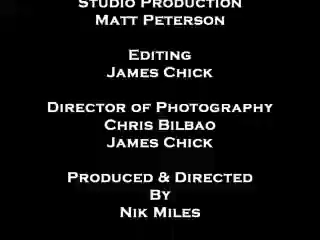 Studio Production
Matt Peterson
Editing
James Chick
Director of Photography
Chris Bilbao
James Chick
Produced & Directed
By
Nik Miles